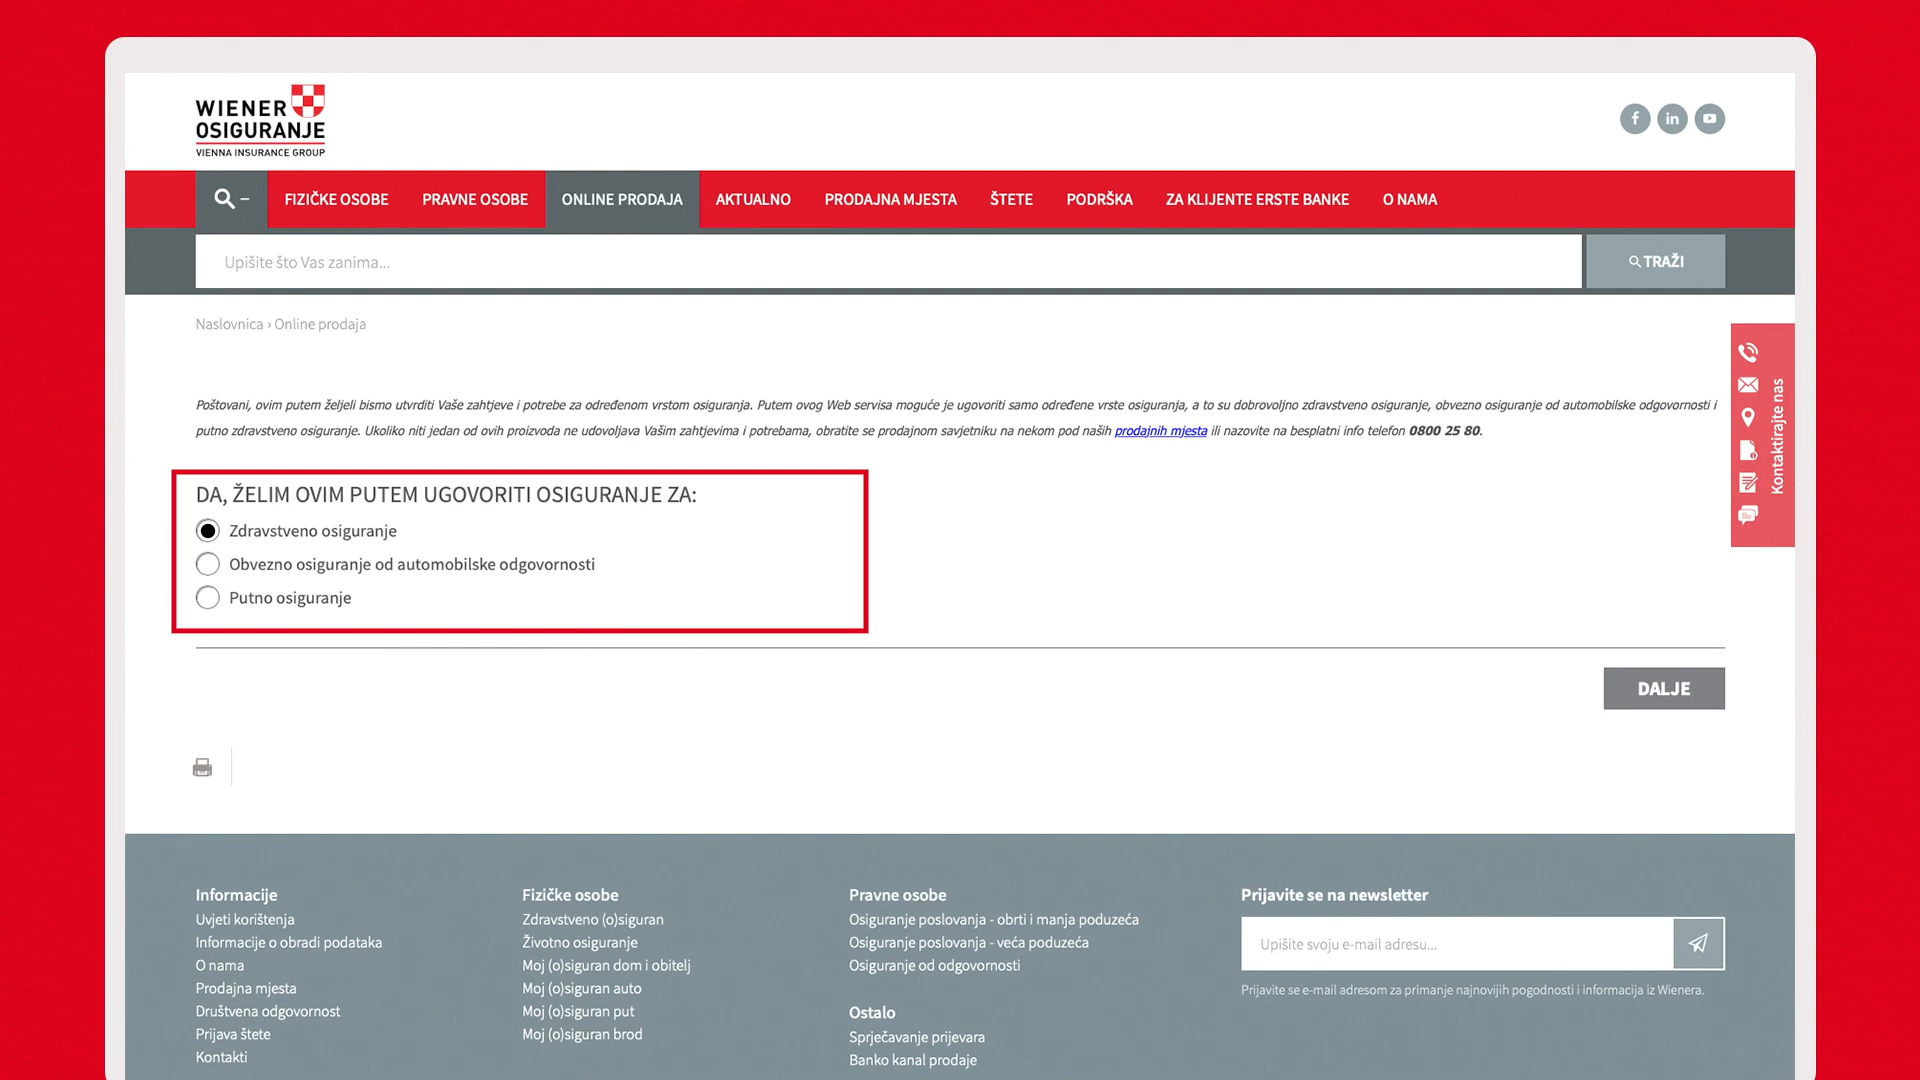 WIENER
OSIGURANJE
VIENNA INSURANCE GROUP
FIZIČKE OSOBE PRAVNE OSOBE ONLINE PRODAJA AKTUALNO PRODAJNA MJESTA ŠTETE PODRŠKA ZA KLIJENTE ERSTE BANKE O NAMA
Upišite što Vas zanima... TRAŽI
Naslovnica › Online prodaja
Kontaktirajte nas
Poštovani, ovim putem željeli bismo utvrditi Vaše zahtjeve i potrebe za određenom vrstom osiguranja. Putem ovog Web servisa moguće je ugovoriti samo određene vrste osiguranja, a to su dobrovoljno zdravstveno osiguranje, obvezno osiguranje od automobilske odgovornosti i
putno zdravstveno osiguranje. Ukoliko niti jedan od ovih proizvoda ne udovoljava Vašim zahtjevima i potrebama, obratite se prodajnom savjetniku na nekom pod naših prodajnih mjesta ili nazovite na besplatni info telefon 0800 25 80.
DA, ŽELIM OVIM PUTEM UGOVORITI OSIGURANJE ZA:
Zdravstveno osiguranje
Obvezno osiguranje od automobilske odgovornosti
Putno osiguranje
DALJE
Informacije
Uvjeti korištenja
Informacije o obradi podataka
O nama
Prodajna mjesta
Društvena odgovornost
Prijava štete
Kontakti
Fizičke osobe
Zdravstveno (o)siguran
Životno osiguranje
Moj (o)siguran dom i obitelj
Moj (o)siguran auto
Moj (o)siguran put
Moj (o)siguran brod
Pravne osobe
Osiguranje poslovanja - obrti i manja poduzeća
Osiguranje poslovanja - veća poduzeća
Osiguranje od odgovornosti
Ostalo
Sprječavanje prijevara
Banko kanal prodaje
Prijavite se na newsletter
Upišite svoju e-mail adresu...
Prijavite se e-mail adresom za primanje najnovijih pogodnosti i informacija iz Wienera.